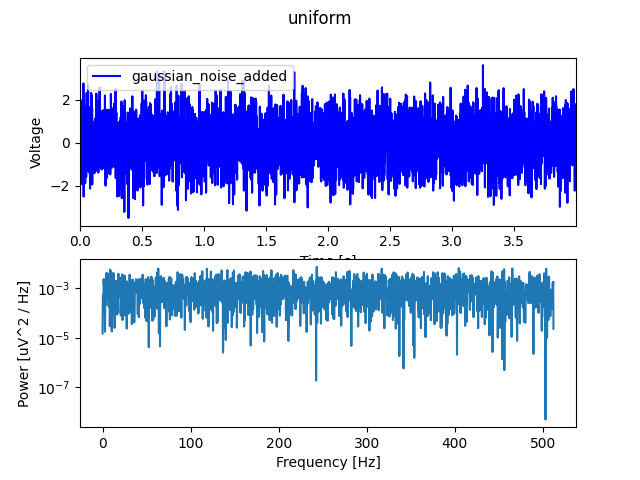 uniform
gaussian_noise_added
Voltage
2
0
−2
0.0 0.5 1.0 1.5 2.0 2.5 3.0 3.5
Time [s]
Power [uV^2 / Hz]
10⁻³
10⁻⁵
10⁻⁷
0 100 200 300 400 500
Frequency [Hz]